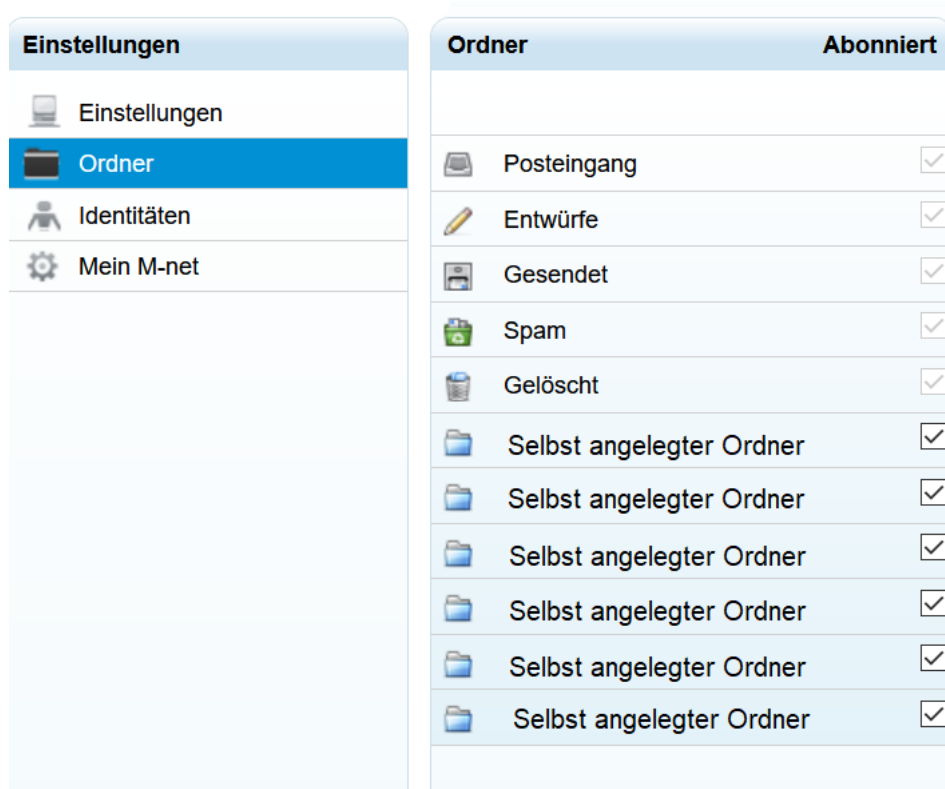 Einstellungen
Einstellungen
Ordner
Identitäten
Mein M-net
Ordner Abonniert
Posteingang
Entwürfe
Gesendet
Spam
Gelöscht
Selbst angelegter Ordner
Selbst angelegter Ordner
Selbst angelegter Ordner
Selbst angelegter Ordner
Selbst angelegter Ordner
Selbst angelegter Ordner